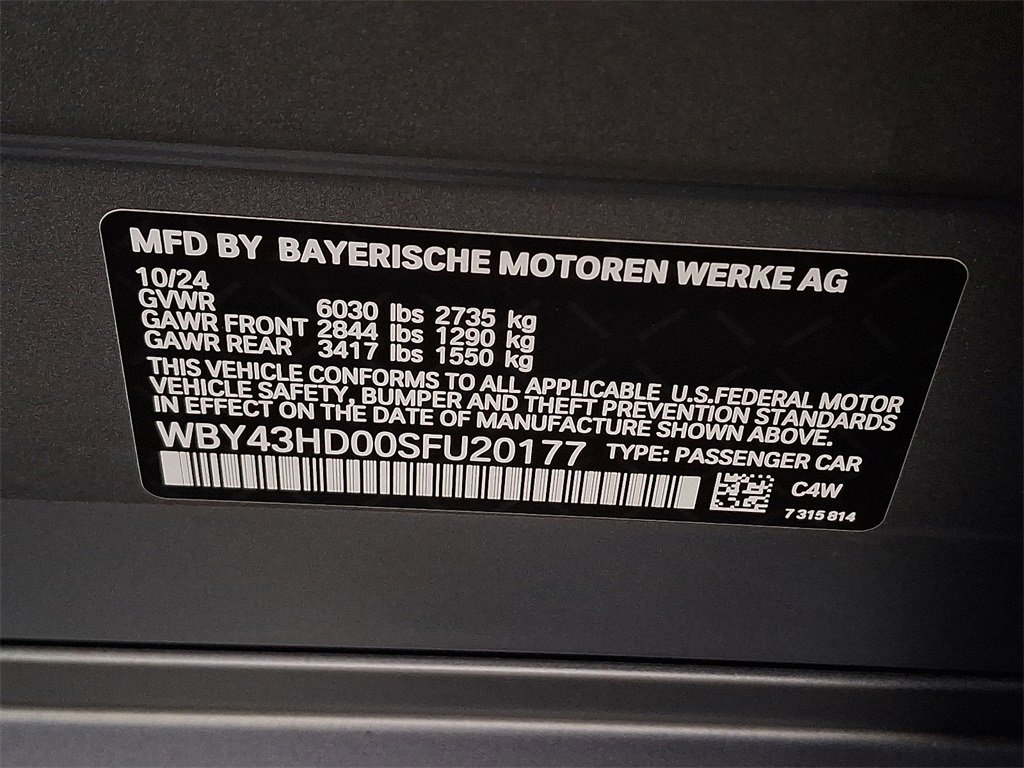 MFD BY BAYERISCHE MOTOREN WERKE AG
10/24
GVWR 6030 lbs 2735 kg
GAWR FRONT 2844 lbs 1290 kg
GAWR REAR 3417 lbs 1550 kg
THIS VEHICLE CONFORMS TO ALL APPLICABLE U.S.FEDERAL MOTOR
VEHICLE SAFETY, BUMPER AND THEFT PREVENTION STANDARDS
IN EFFECT ON THE DATE OF MANUFACTURE SHOWN ABOVE.
WBY43HD00SFU20177 TYPE: PASSENGER CAR
C4W
7 315 814